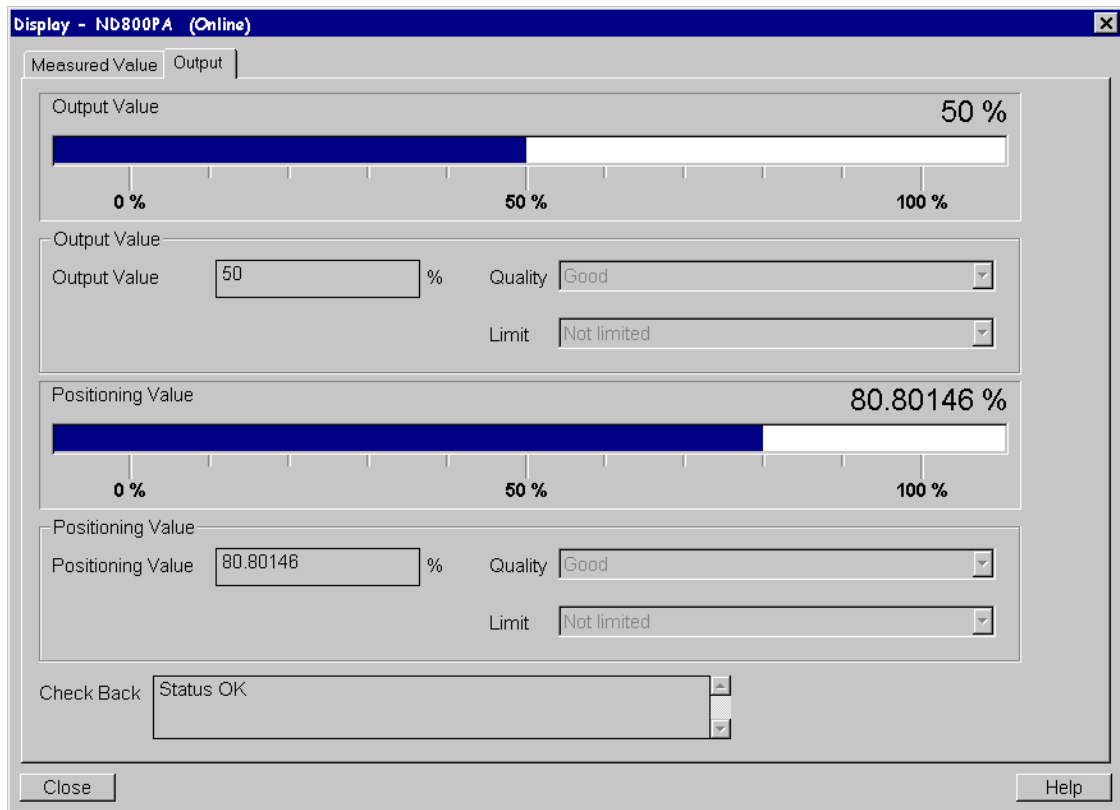 Display - ND800PA (Online)
Measured Value Output
Output Value
50 %
0 % 50 % 100 %
Output Value
Output Value 50 % Quality Good
Limit Not limited
Positioning Value
80.80146 %
0 % 50 % 100 %
Positioning Value
Positioning Value 80.80146 % Quality Good
Limit Not limited
Check Back Status OK
Close Help